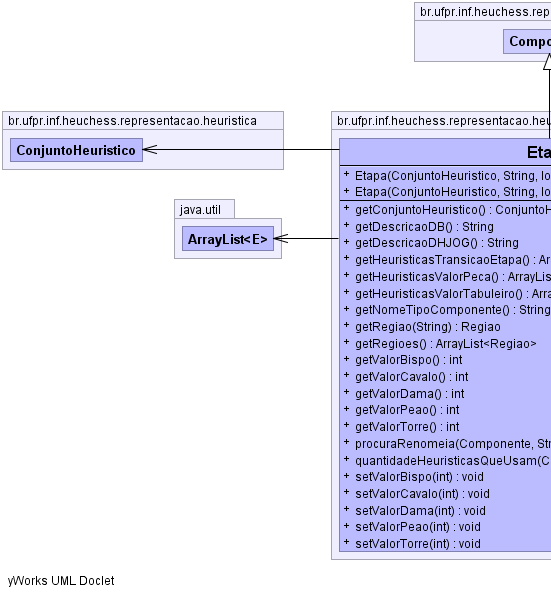 br.ufpr.inf.heuchess.rep
Compo
br.ufpr.inf.heuchess.representacao.heuristica
ConjuntoHeuristico
java.util
ArrayList<E>
br.ufpr.inf.heuchess.representacao.heu
Eta
+ Etapa(ConjuntoHeuristico, String, lo
+ Etapa(ConjuntoHeuristico, String, lo
+ getConjuntoHeuristico() : ConjuntoH
+ getDescricaoDB() : String
+ getDescricaoDHJOG() : String
+ getHeuristicasTransicaoEtapa() : Ar
+ getHeuristicasValorPeca() : ArrayLis
+ getHeuristicasValorTabuleiro() : Arra
+ getNomeTipoComponente() : String
+ getRegiao(String) : Regiao
+ getRegioes() : ArrayList<Regiao>
+ getValorBispo() : int
+ getValorCavalo() : int
+ getValorDama() : int
+ getValorPeao() : int
+ getValorTorre() : int
+ procuraRenomeia(Componente, Str
+ quantidadeHeuristicasQueUsam(C
+ setValorBispo(int) : void
+ setValorCavalo(int) : void
+ setValorDama(int) : void
+ setValorPeao(int) : void
+ setValorTorre(int) : void
yWorks UML Doclet